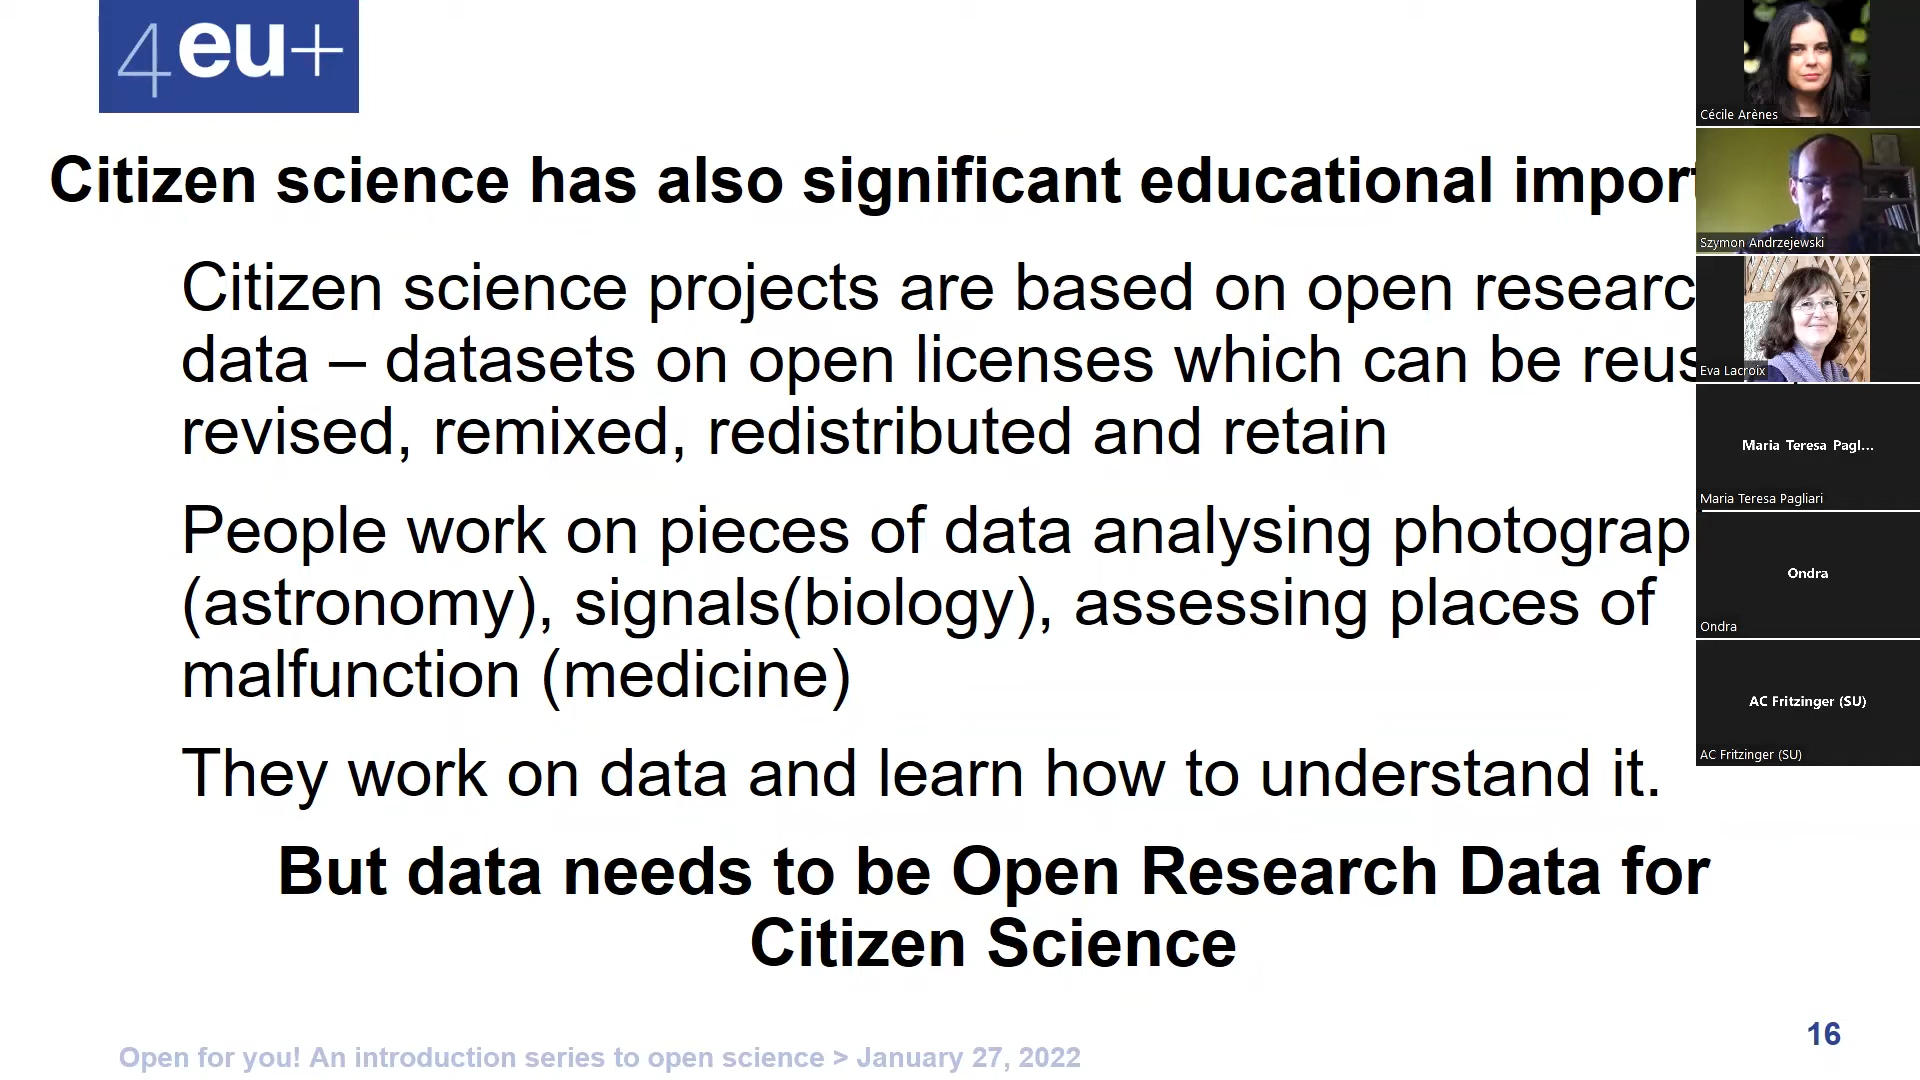 4eu+
Citizen science has also significant educational impor
Citizen science projects are based on open researc
data – datasets on open licenses which can be reus
revised, remixed, redistributed and retain
People work on pieces of data analysing photograp
(astronomy), signals(biology), assessing places of
malfunction (medicine)
They work on data and learn how to understand it.
But data needs to be Open Research Data for
Citizen Science
Open for you! An introduction series to open science > January 27, 2022
16
Cécile Arènes
Szymon Andrzejewski
Eva Lacroix
Maria Teresa Pagl...
Maria Teresa Pagliari
Ondra
Ondra
AC Fritzinger (SU)
AC Fritzinger (SU)